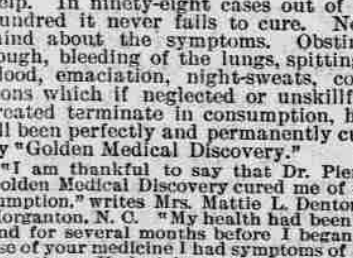 elp. In ninety-eight cases out of
undred it never fails to cure. N
ind about the symptoms. Obsti
ough, bleeding of the lungs, spittin
lood, emaciation, night-sweats, co
ons which if neglected or unskillf
reated terminate in consumption, h
ll been perfectly and permanently cu
y "Golden Medical Discovery."
"I am thankful to say that Dr. Pie
olden Medical Discovery cured me of
umption," writes Mrs. Mattie L. Denton
lorganton, N. C. "My health had been
nd for several months before I began
se of your medicine I had symptoms of